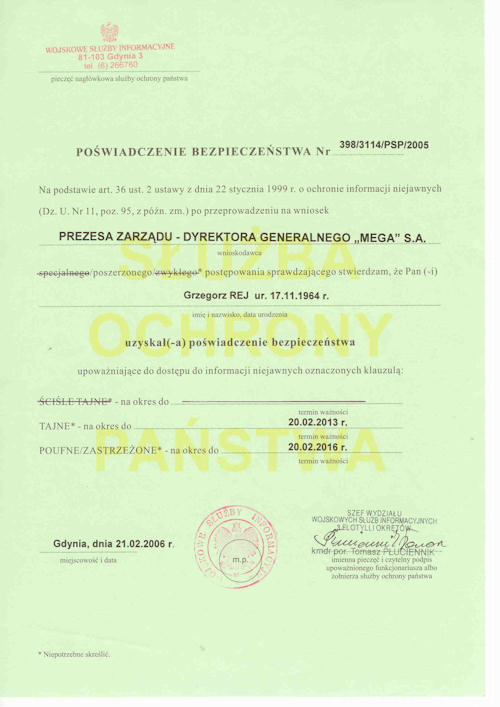 WOJSKOWE SŁUŻBY INFORMACYJNE
81-103 Gdynia 3
tel (6) 266760
pieczęć nagłówkowa służby ochrony państwa
POŚWIADCZENIE BEZPIECZEŃSTWA Nr 398/3114/PSP/2005
Na podstawie art. 36 ust. 2 ustawy z dnia 22 stycznia 1999 r. o ochronie informacji niejawnych
(Dz. U. Nr 11, poz. 95, z późn. zm.) po przeprowadzeniu na wniosek
PREZESA ZARZĄDU - DYREKTORA GENERALNEGO „MEGA" S.A.
wnioskodawca
specjalnego/poszerzonego/zwykłego* postępowania sprawdzającego stwierdzam, że Pan (-i)
Grzegorz REJ ur. 17.11.1964 r.
imię i nazwisko, data urodzenia
SŁUŻBA
OCHRONY
PAŃSTWA
uzyskał(-a) poświadczenie bezpieczeństwa
upoważniające do dostępu do informacji niejawnych oznaczonych klauzulą:
ŚCIŚLE TAJNE* - na okres do
termin ważności
TAJNE* - na okres do 20.02.2013 r.
termin ważności
POUFNE/ZASTRZEŻONE* - na okres do 20.02.2016 r.
termin ważności
SZEF WYDZIAŁU
WOJSKOWYCH SŁUŻB INFORMACYJNYCH
3 FLOTYLLI OKRĘTÓW
kmdr por. Tomasz PLUCIENNIK
imienna pieczęć i czytelny podpis
upoważnionego funkcjonariusza albo
żołnierza służby ochrony państwa
m.p.
Gdynia, dnia 21.02.2006 r.
miejscowość i data
* Niepotrzebne skreślić.